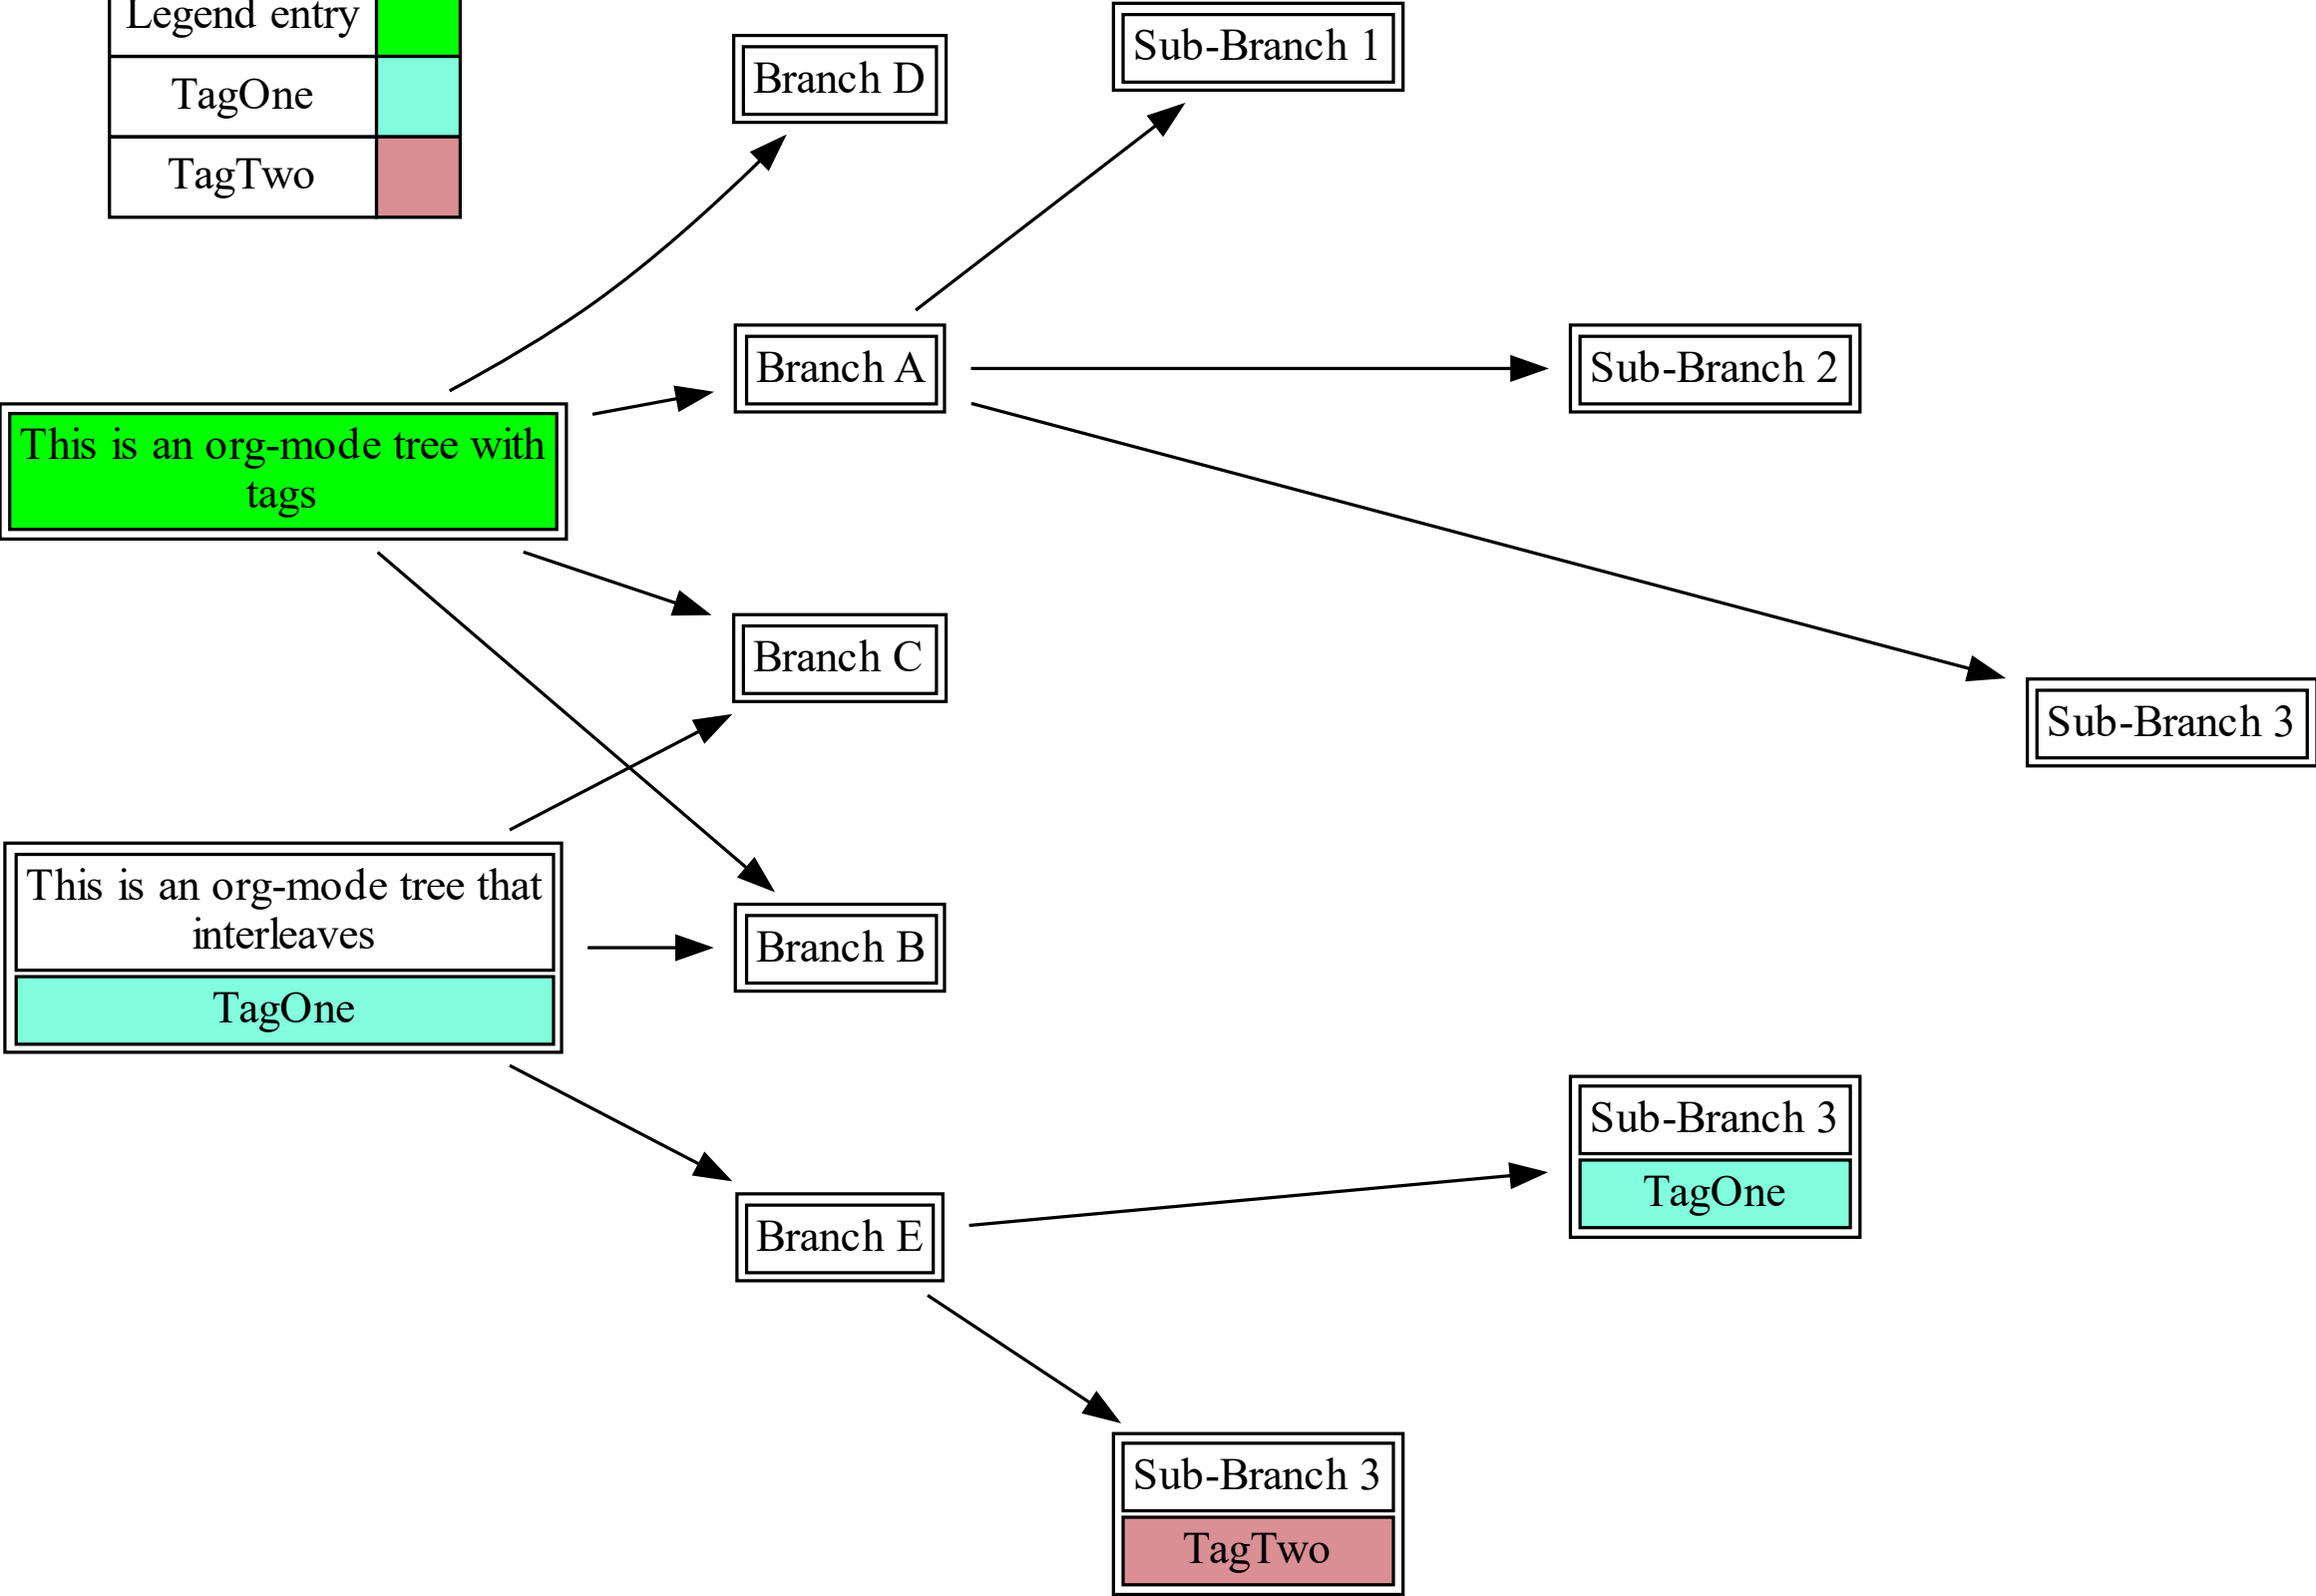 Legend entry
TagOne
TagTwo
Branch D
Sub-Branch 1
Branch A
Sub-Branch 2
This is an org-mode tree with
tags
Branch C
Sub-Branch 3
This is an org-mode tree that
interleaves
TagOne
Branch B
Sub-Branch 3
TagOne
Branch E
Sub-Branch 3
TagTwo